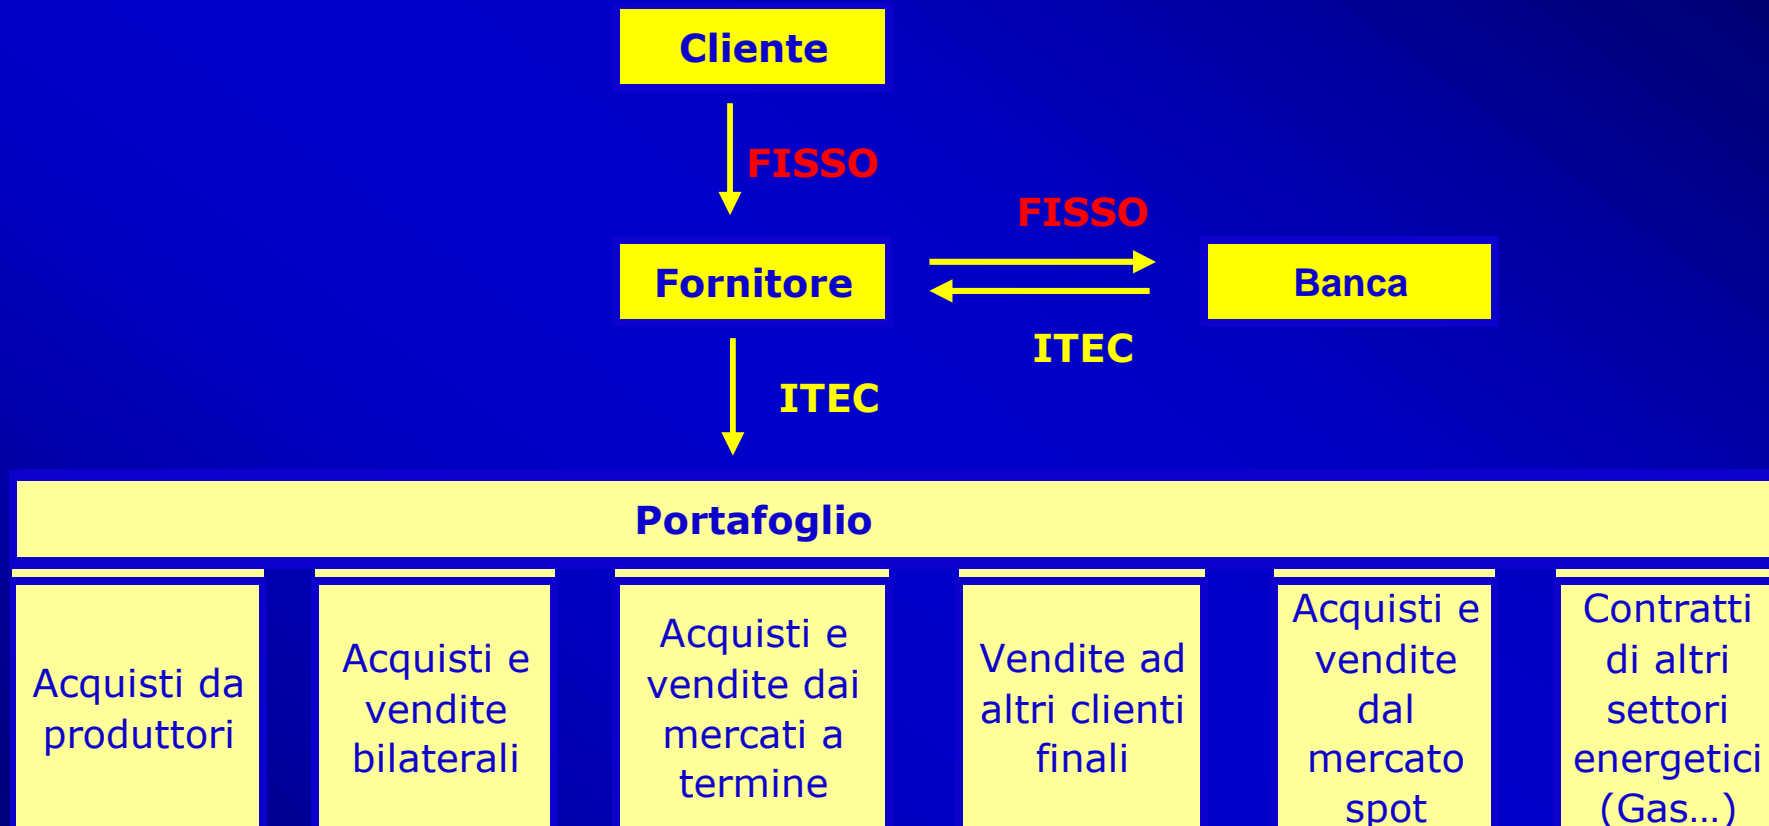 Cliente
FISSO
FISSO
Fornitore
Banca
ITEC
ITEC
Portafoglio
Acquisti da
produttori
Acquisti e
vendite
bilaterali
Acquisti e
vendite dai
mercati a
termine
Vendite ad
altri clienti
finali
Acquisti e
vendite
dal
mercato
spot
Contratti
di altri
settori
energetici
(Gas…)